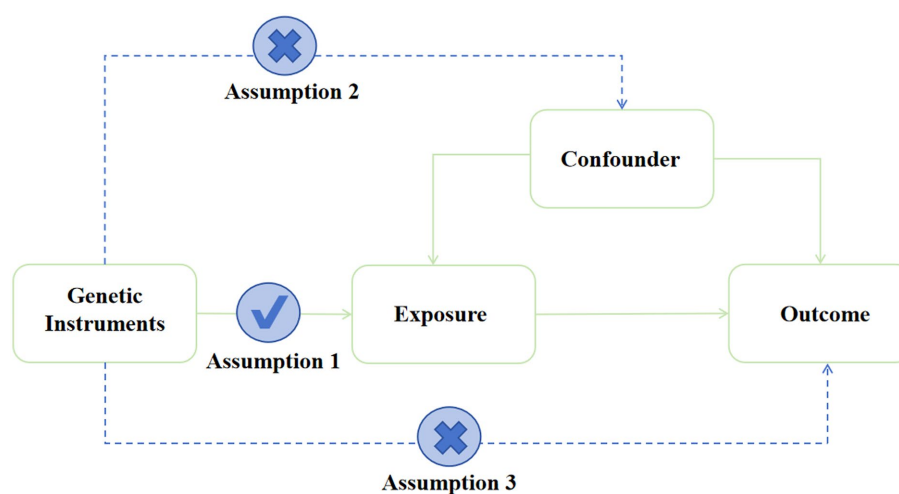 Assumption 2
Confounder
Genetic
Instruments
Exposure
Outcome
Assumption 1
Assumption 3